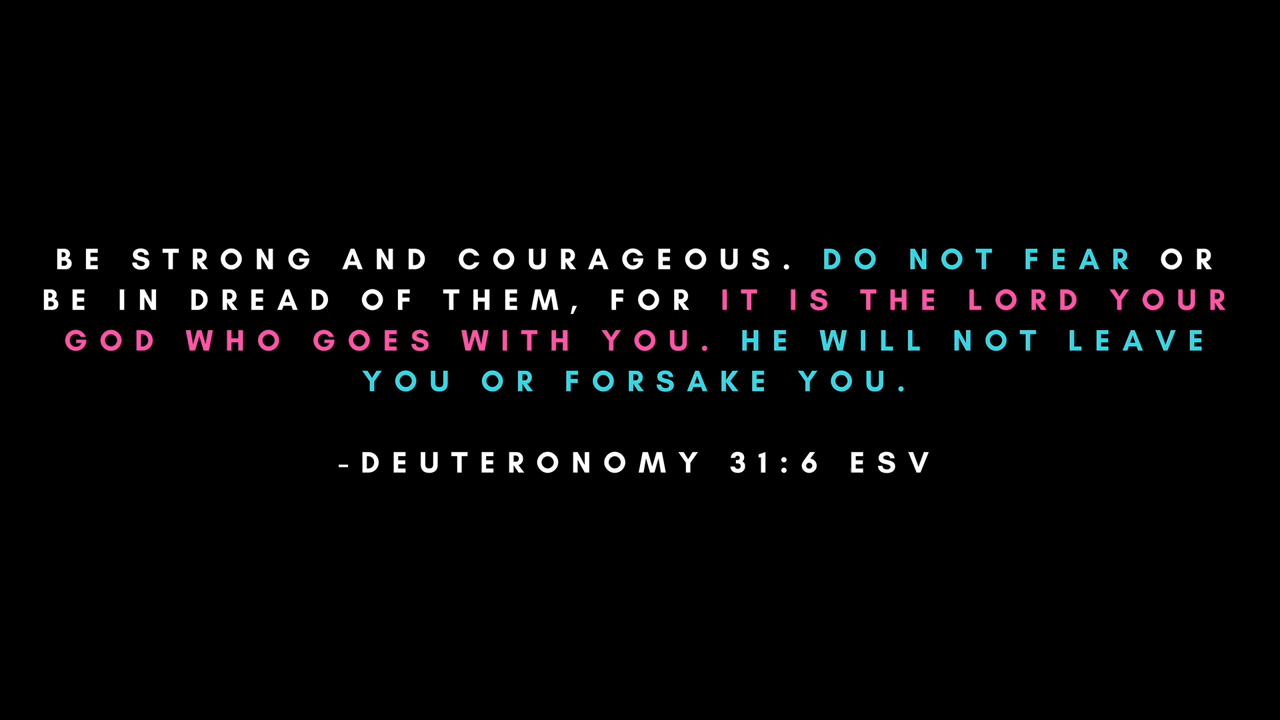 BE STRONG AND COURAGEOUS. DO NOT FEAR OR
BE IN DREAD OF THEM, FOR IT IS THE LORD YOUR
GOD WHO GOES WITH YOU. HE WILL NOT LEAVE
YOU OR FORSAKE YOU.
-DEUTERONOMY 31:6 ESV